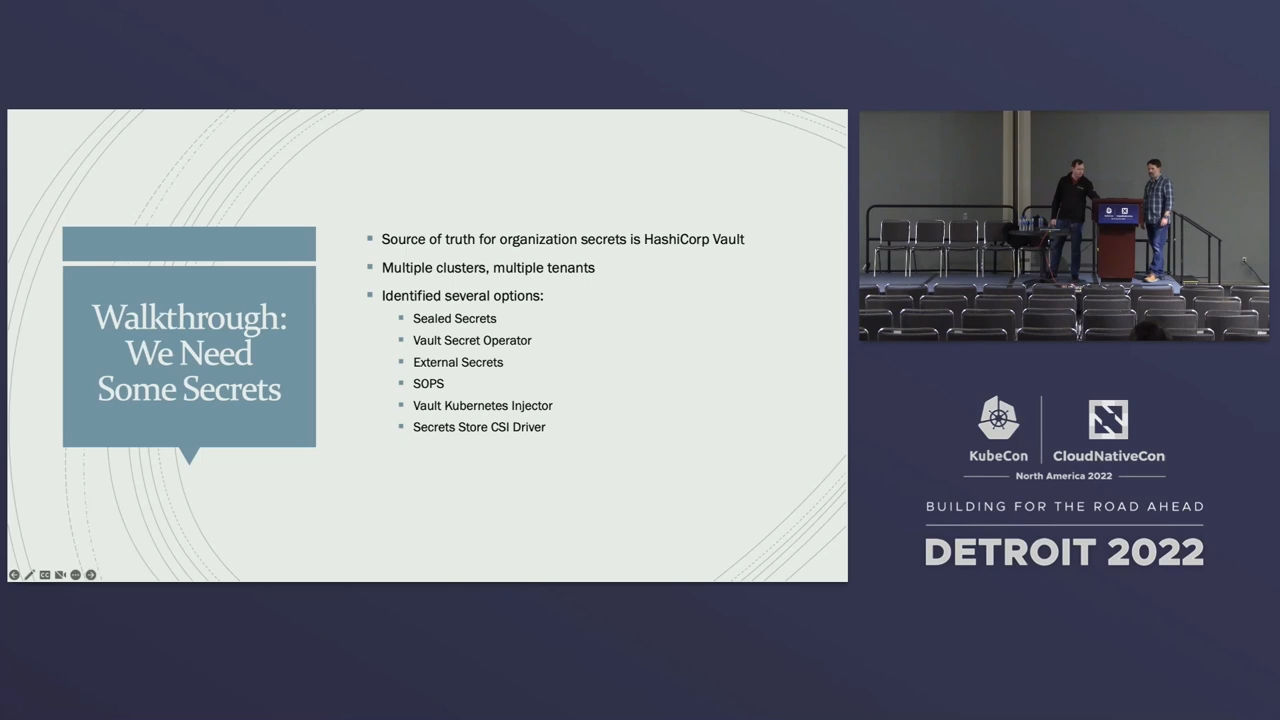 Walkthrough:
We Need
Some Secrets
Source of truth for organization secrets is HashiCorp Vault
Multiple clusters, multiple tenants
Identified several options:
Sealed Secrets
Vault Secret Operator
External Secrets
SOPS
Vault Kubernetes Injector
Secrets Store CSI Driver
CC
KubeCon
CloudNativeCon
North America 2022
BUILDING FOR THE ROAD AHEAD
DETROIT 2022